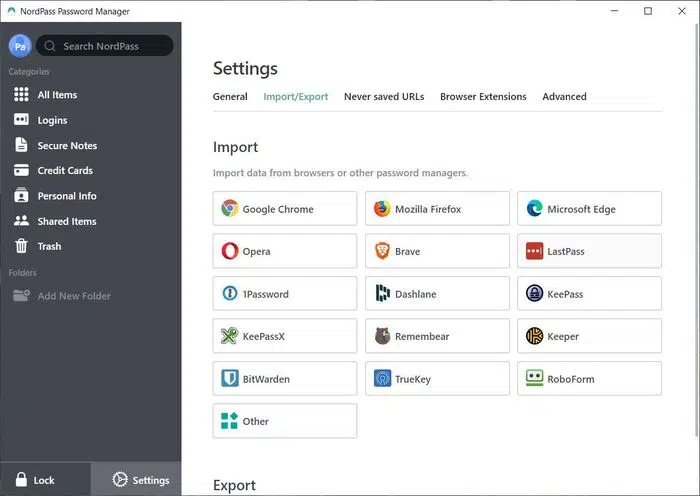 NordPass Password Manager
Pa
Search NordPass
Categories
All Items
Logins
Secure Notes
Credit Cards
Personal Info
Shared Items
Trash
Folders
Add New Folder
Lock
Settings
Settings
General Import/Export Never saved URLs Browser Extensions Advanced
Import
Import data from browsers or other password managers.
Google Chrome Mozilla Firefox Microsoft Edge
Opera Brave LastPass
1Password Dashlane KeePass
KeePassX Remembear Keeper
BitWarden TrueKey RoboForm
Other
Export